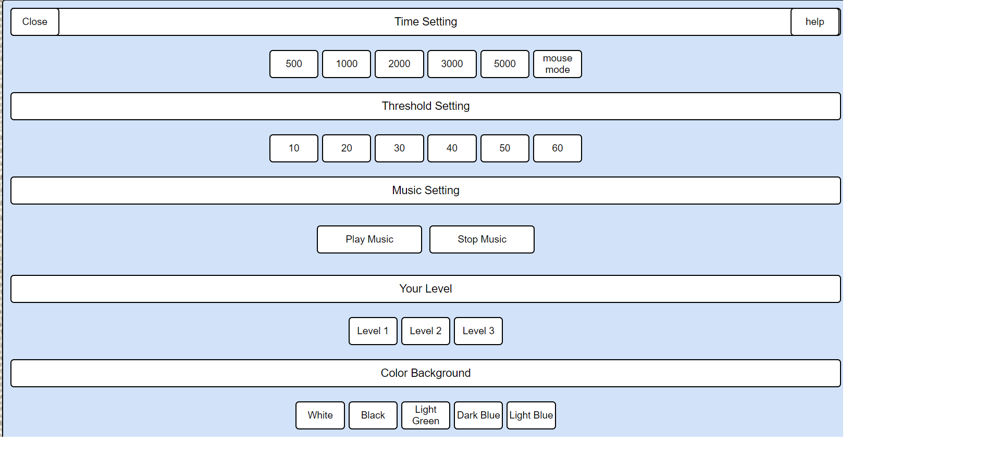 Close Time Setting help
500 1000 2000 3000 5000 mouse mode
Threshold Setting
10 20 30 40 50 60
Music Setting
Play Music Stop Music
Your Level
Level 1 Level 2 Level 3
Color Background
White Black Light Green Dark Blue Light Blue